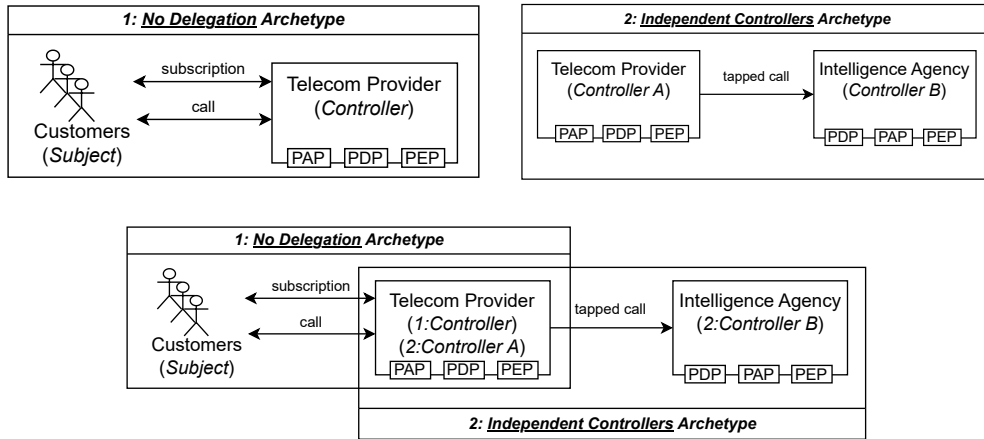 1: No Delegation Archetype
subscription
call
Customers
(Subject)
Telecom Provider
(Controller)
PAP PDP PEP
2: Independent Controllers Archetype
Telecom Provider
(Controller A)
PAP PDP PEP
tapped call
Intelligence Agency
(Controller B)
PDP PAP PEP
1: No Delegation Archetype
subscription
call
Customers
(Subject)
Telecom Provider
(1:Controller)
(2:Controller A)
PAP PDP PEP
tapped call
Intelligence Agency
(2:Controller B)
PDP PAP PEP
2: Independent Controllers Archetype